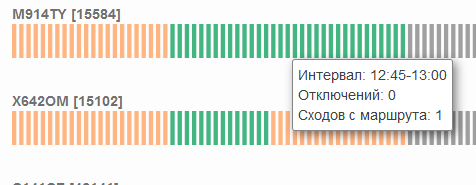 М914ТУ [15584]
Интервал: 12:45-13:00
Отключений: 0
Сходов с маршрута: 1
Х642ОМ [15102]